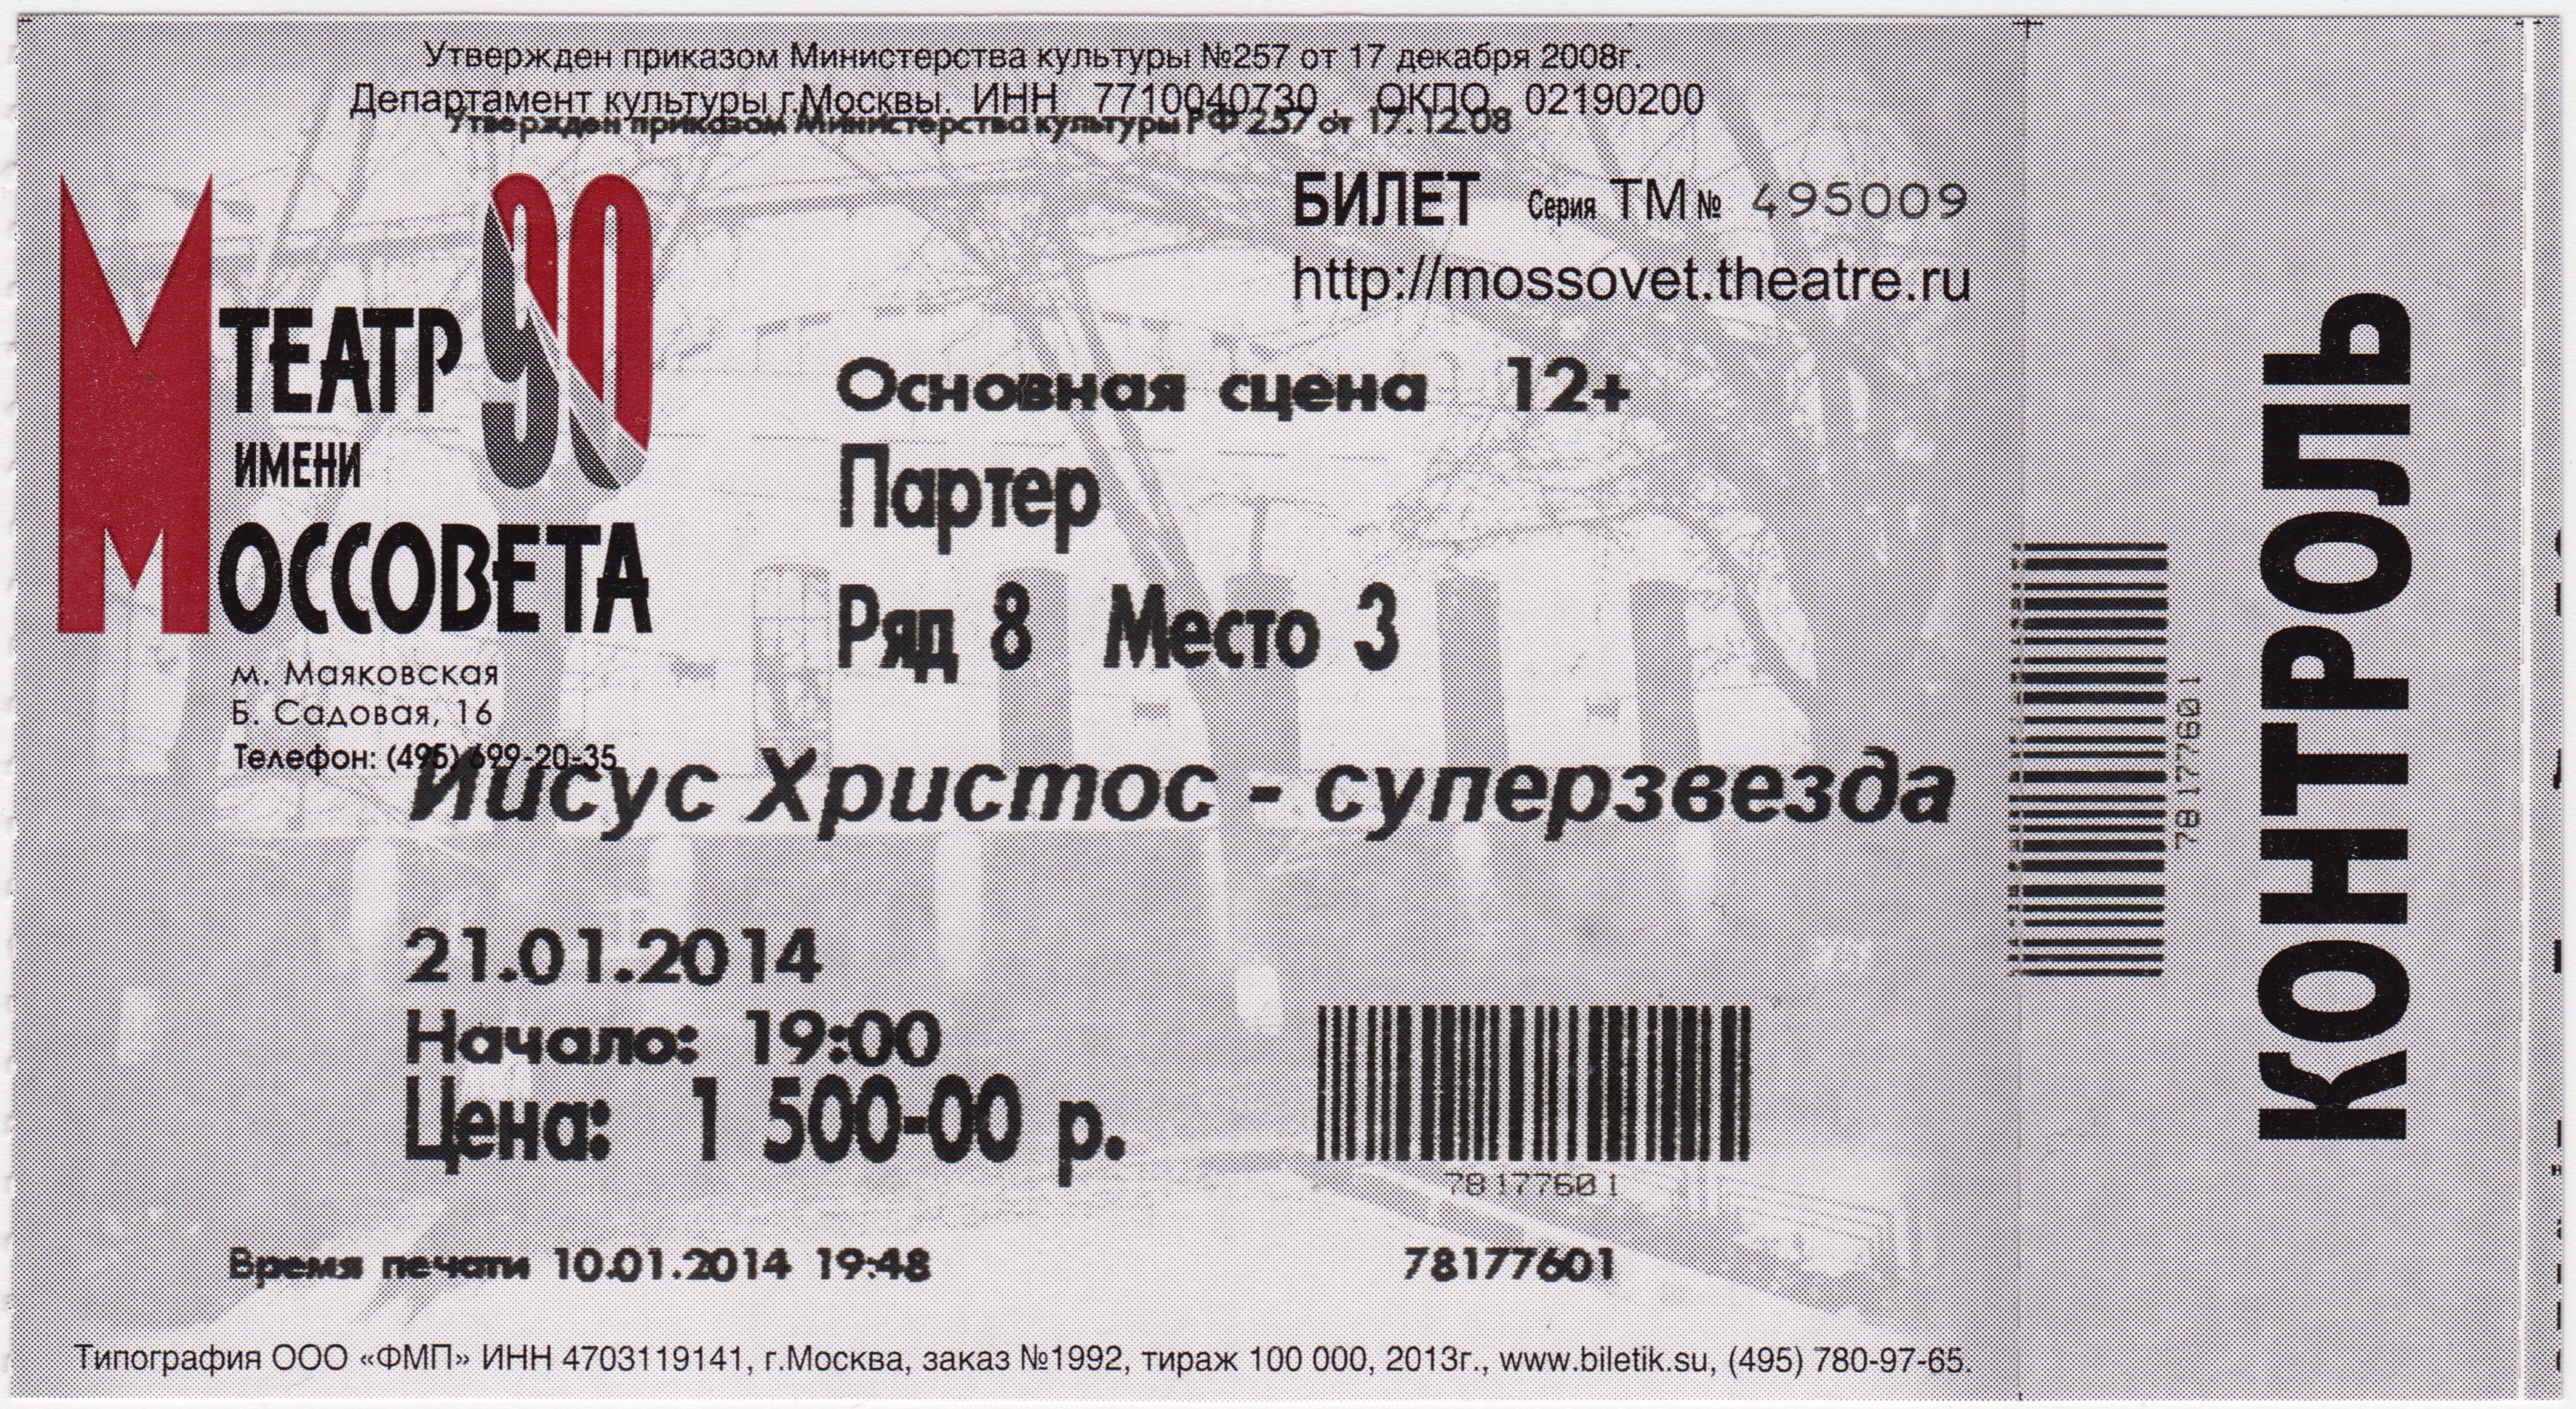 Утвержден приказом Министерства культуры №257 от 17 декабря 2008г.
Департамент культуры г.Москвы. ИНН 7710040730, ОКПО 02190200
Утвержден приказом Министерства культуры РФ 257 от 17.12.08
БИЛЕТ Серия ТМ № 495009
http://mossovet.theatre.ru
ТЕАТР 90
ИМЕНИ
МОССОВЕТА
м. Маяковская
Б. Садовая, 16
Телефон: (495) 699-20-35
Основная сцена 12+
Партер
Ряд 8 Место 3
Иисус Христос - суперзвезда
21.01.2014
Начало: 19:00
Цена: 1 500-00 р.
78177601
Время печати 10.01.2014 19:48
78177601
Типография ООО «ФМП» ИНН 4703119141, г.Москва, заказ №1992, тираж 100 000, 2013г., www.biletik.su, (495) 780-97-65.
78177601
КОНТРОЛЬ